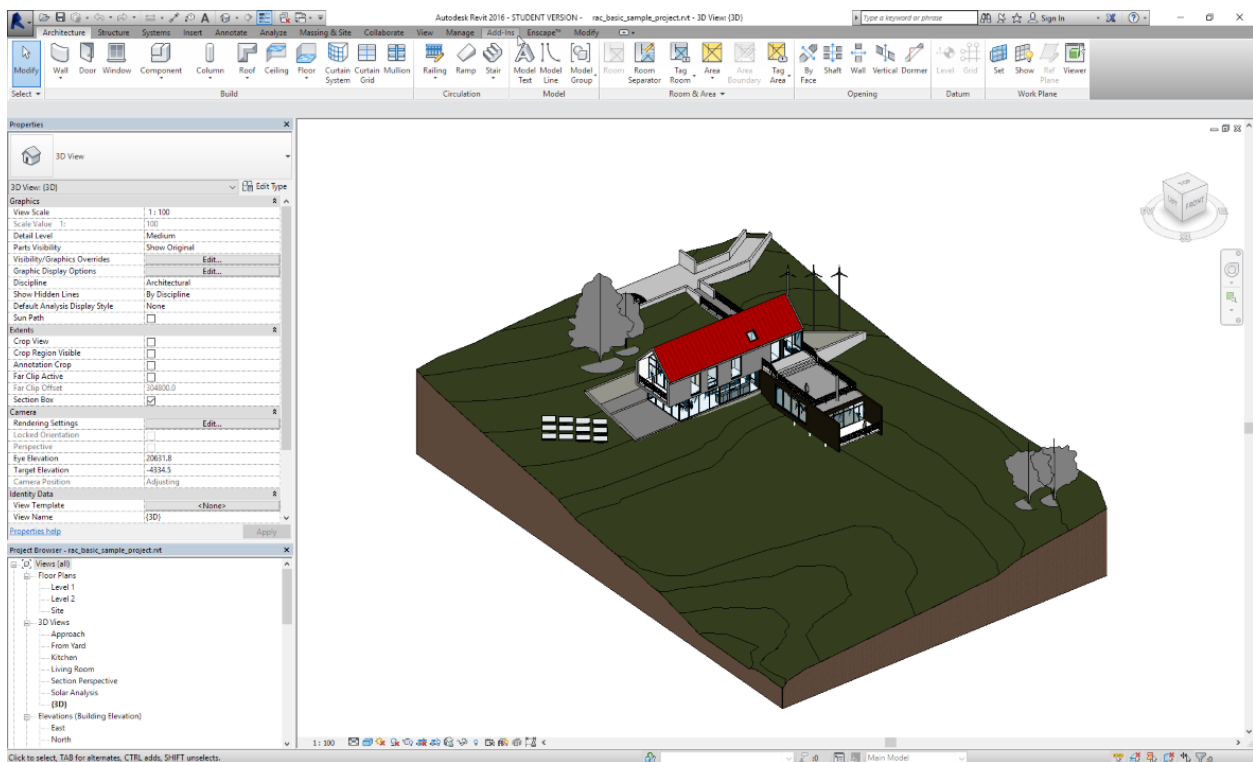 Autodesk Revit 2016 - STUDENT VERSION - rac_basic_sample_project.rvt - 3D View: {3D}
Type a keyword or phrase
Sign In
Architecture Structure Systems Insert Annotate Analyze Massing & Site Collaborate View Manage Add-Ins Enscape™ Modify
Modify Wall Door Window Component Column Roof Ceiling Floor Curtain System Curtain Grid Mullion Railing Ramp Stair Model Text Model Line Model Group Room Room Separator Tag Room Area Area Boundary Tag Area By Face Shaft Wall Vertical Dormer Level Grid Set Show Ref Plane Viewer
Select Build Circulation Model Room & Area Opening Datum Work Plane
Properties
3D View
3D View: {3D} Edit Type
Graphics
View Scale 1 : 100
Scale Value 1: 100
Detail Level Medium
Parts Visibility Show Original
Visibility/Graphics Overrides Edit...
Graphic Display Options Edit...
Discipline Architectural
Show Hidden Lines By Discipline
Default Analysis Display Style None
Sun Path
Extents
Crop View
Crop Region Visible
Annotation Crop
Far Clip Active
Far Clip Offset 304800.0
Section Box
Camera
Rendering Settings Edit...
Locked Orientation
Perspective
Eye Elevation 20631.8
Target Elevation -4334.5
Camera Position Adjusting
Identity Data
View Template <None>
View Name {3D}
Properties help Apply
Project Browser - rac_basic_sample_project.rvt
Views (all)
Floor Plans
Level 1
Level 2
Site
3D Views
Approach
From Yard
Kitchen
Living Room
Section Perspective
Solar Analysis
{3D}
Elevations (Building Elevation)
East
North
TOP
FRONT
1 : 100
Click to select, TAB for alternates, CTRL adds, SHIFT unselects.
:0
Main Model